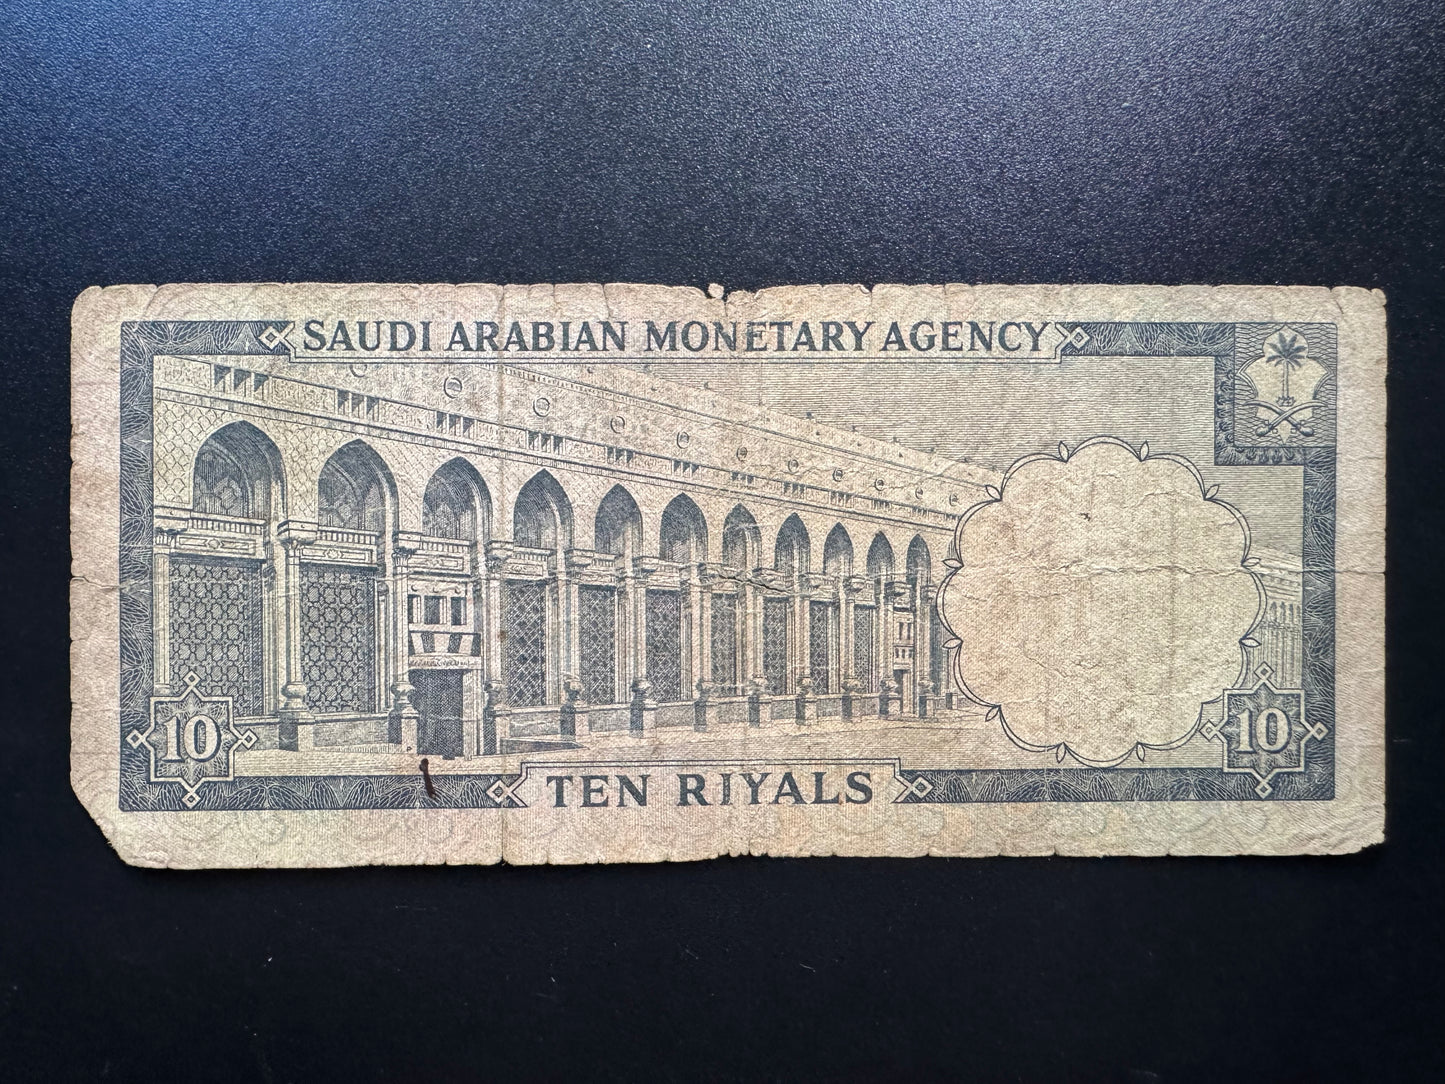 SAUDI ARABIAN MONETARY AGENCY
10
10
TEN RIYALS